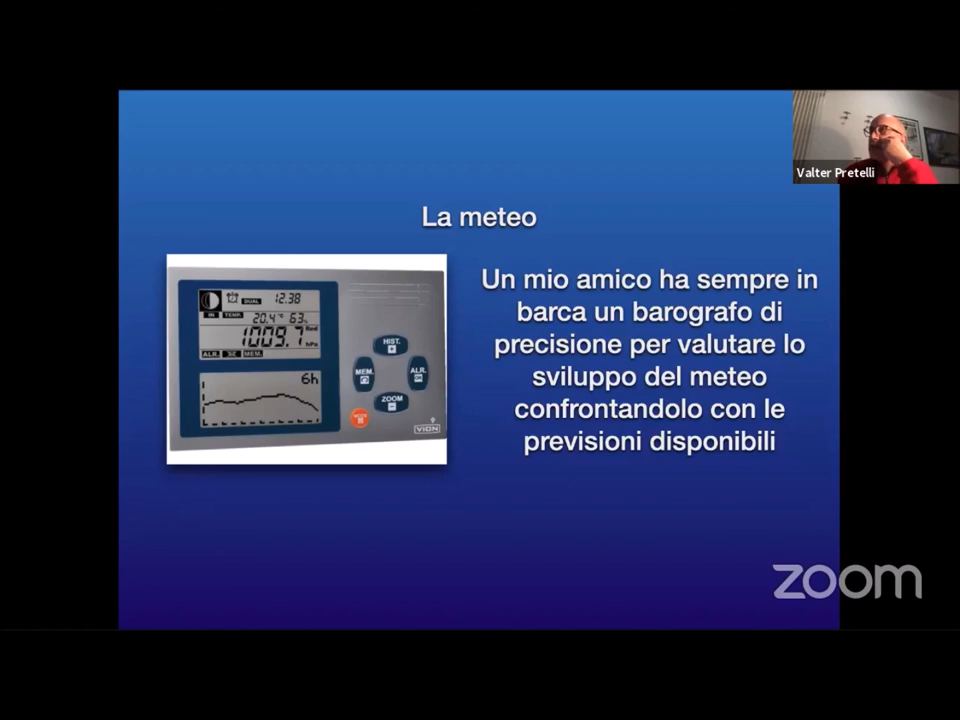 Valter Pretelli
La meteo
Un mio amico ha sempre in
barca un barografo di
precisione per valutare lo
sviluppo del meteo
confrontandolo con le
previsioni disponibili
DUAL 12.38
IN TEMP. 20.4°C 63%
1009.7 hPa
ALR. MEM.
6h
HIST.
MEM.
ALR.
ZOOM
VION
zoom